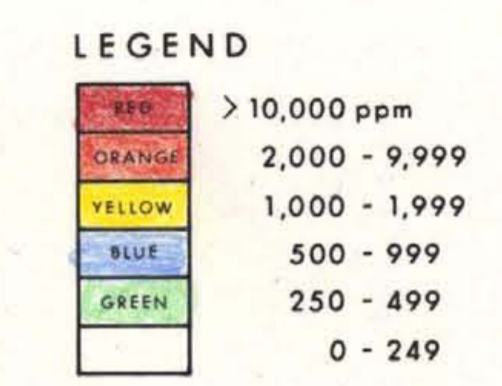 LEGEND
RED > 10,000 ppm
ORANGE 2,000 - 9,999
YELLOW 1,000 - 1,999
BLUE 500 - 999
GREEN 250 - 499
0 - 249